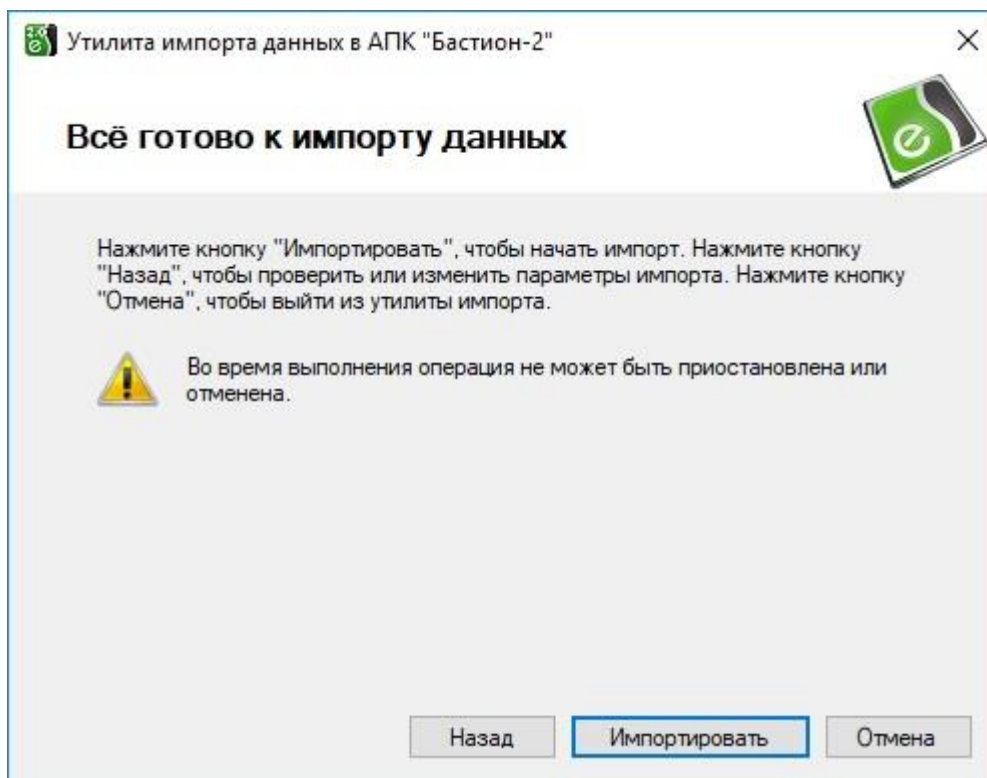 Утилита импорта данных в АПК "Бастион-2"
Всё готово к импорту данных
Нажмите кнопку "Импортировать", чтобы начать импорт. Нажмите кнопку
"Назад", чтобы проверить или изменить параметры импорта. Нажмите кнопку
"Отмена", чтобы выйти из утилиты импорта.
Во время выполнения операция не может быть приостановлена или
отменена.
Назад
Импортировать
Отмена